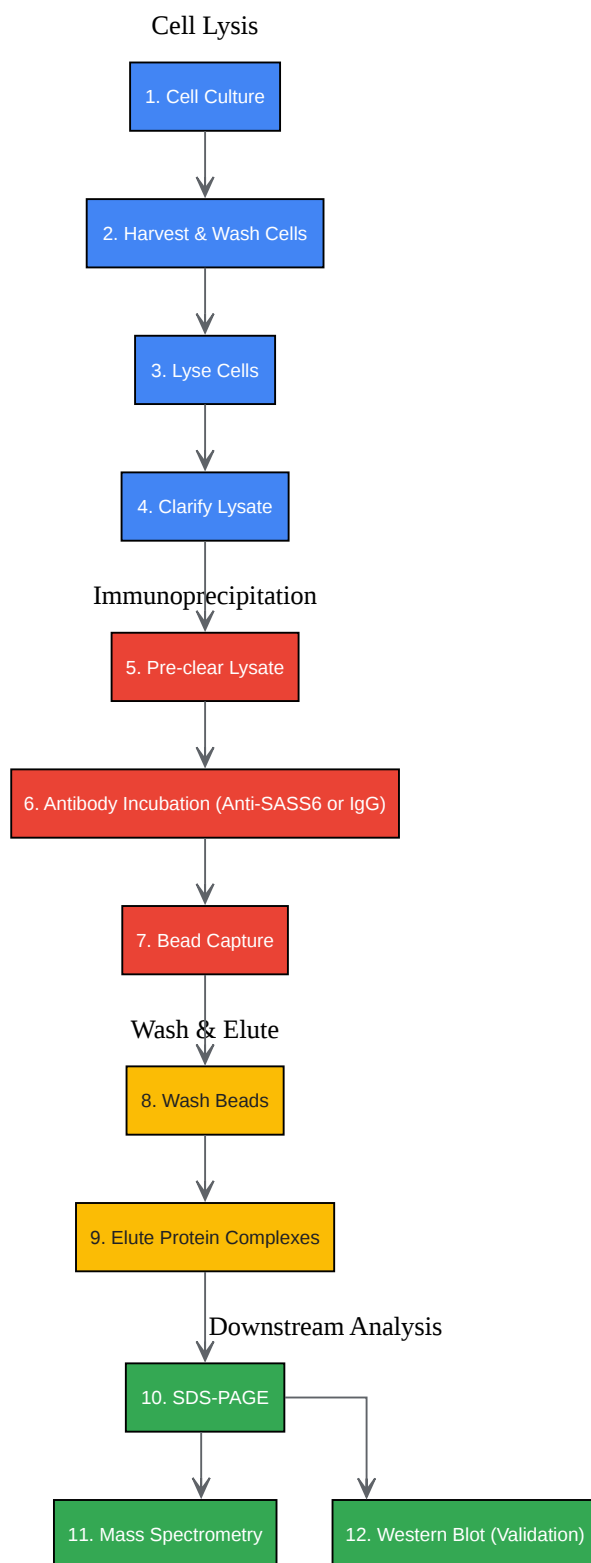 Cell Lysis
1. Cell Culture
2. Harvest & Wash Cells
3. Lyse Cells
4. Clarify Lysate
Immunoprecipitation
5. Pre-clear Lysate
6. Antibody Incubation (Anti-SASS6 or IgG)
7. Bead Capture
Wash & Elute
8. Wash Beads
9. Elute Protein Complexes
Downstream Analysis
10. SDS-PAGE
11. Mass Spectrometry
12. Western Blot (Validation)